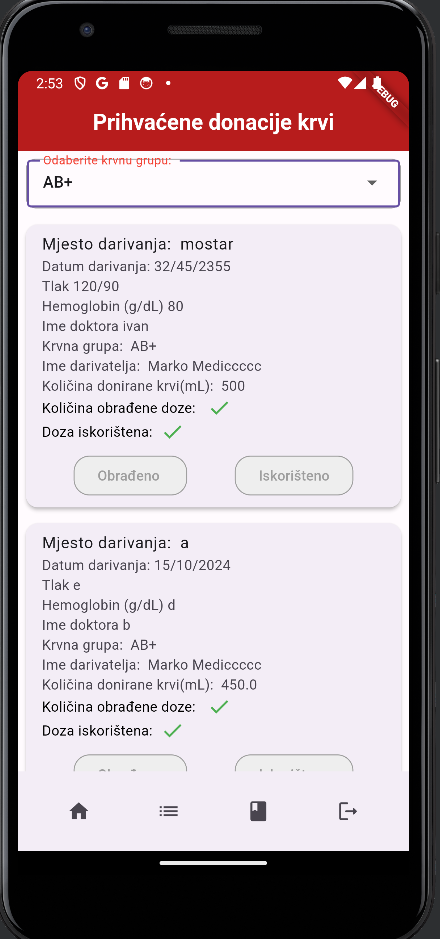 2:53
DEBUG
Prihvaćene donacije krvi
Odaberite krvnu grupu:
AB+
Mjesto darivanja: mostar
Datum darivanja: 32/45/2355
Tlak 120/90
Hemoglobin (g/dL) 80
Ime doktora ivan
Krvna grupa: AB+
Ime darivatelja: Marko Mediccccc
Količina donirane krvi(mL): 500
Količina obrađene doze:
Doza iskorištena:
Obrađeno Iskorišteno
Mjesto darivanja: a
Datum darivanja: 15/10/2024
Tlak e
Hemoglobin (g/dL) d
Ime doktora b
Krvna grupa: AB+
Ime darivatelja: Marko Mediccccc
Količina donirane krvi(mL): 450.0
Količina obrađene doze:
Doza iskorištena: